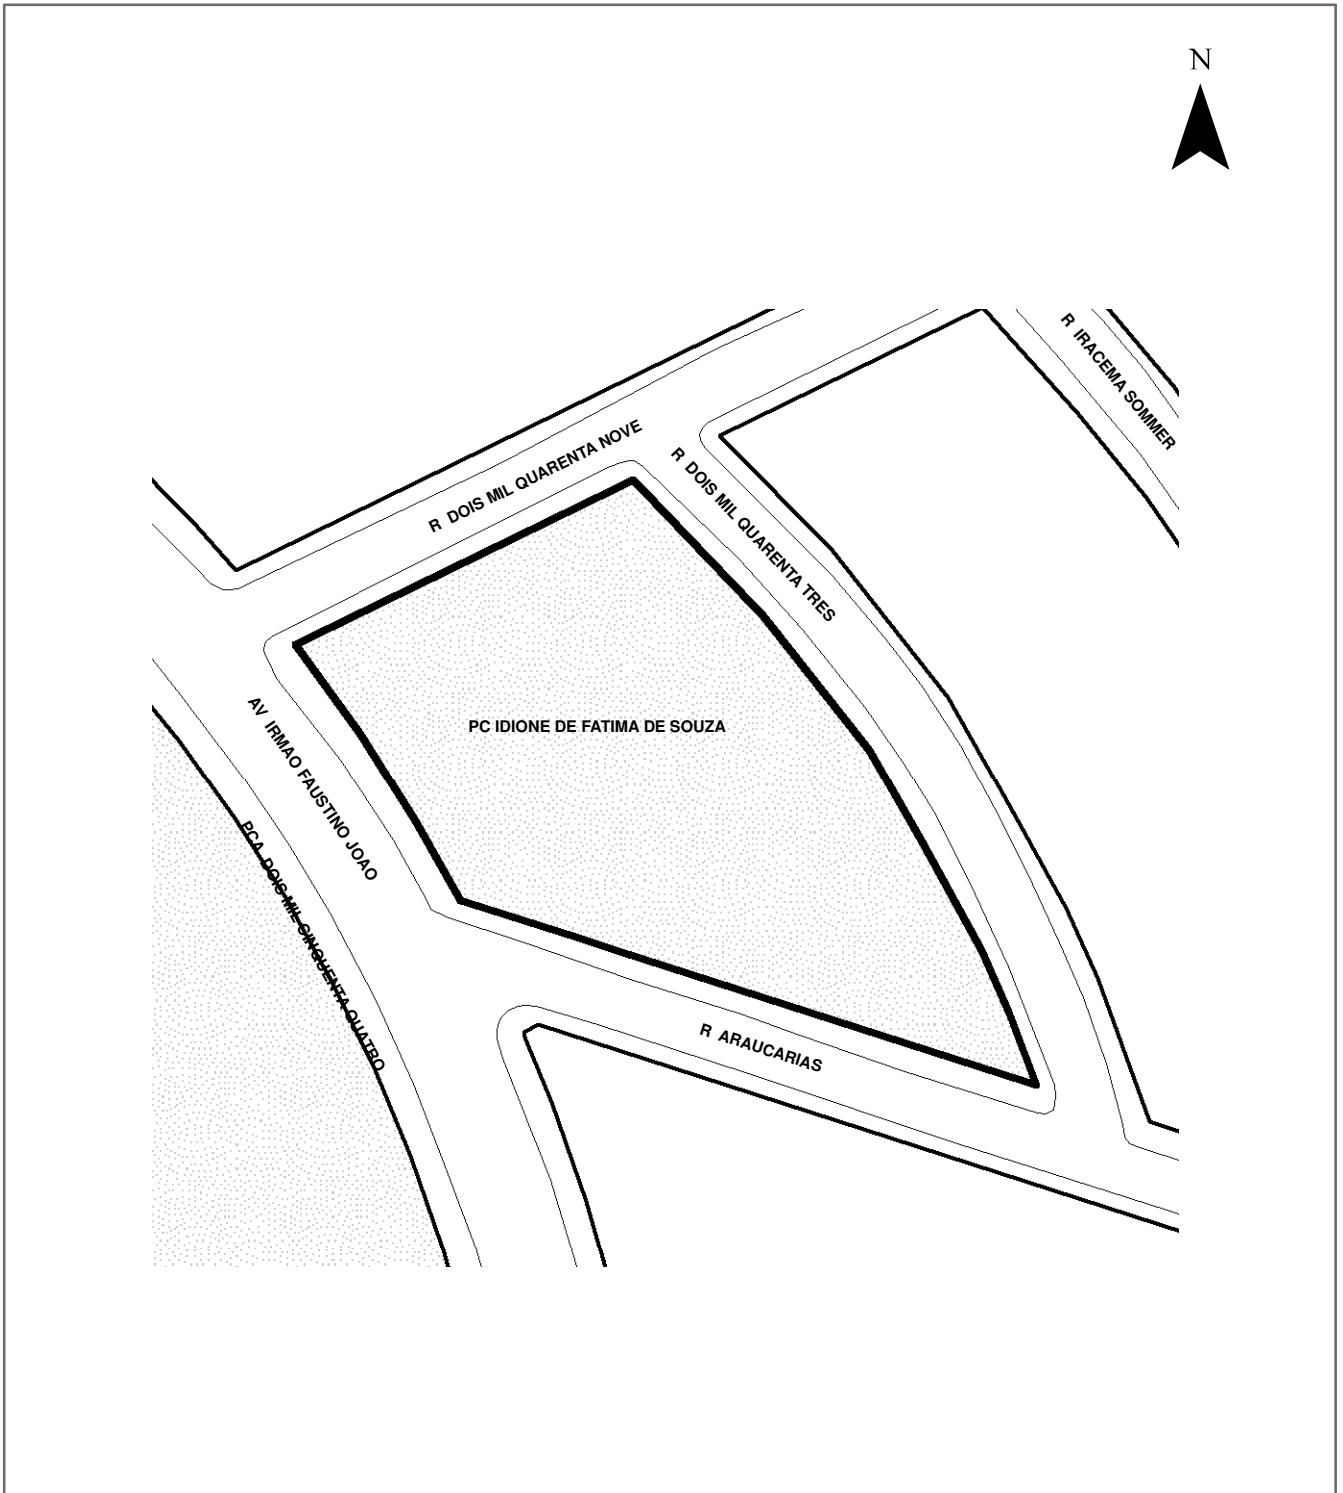 N
R IRACEMA SOMMER
R DOIS MIL QUARENTA NOVE
R DOIS MIL QUARENTA TRES
PC IDIONE DE FATIMA DE SOUZA
AV IRMAO FAUSTINO JOAO
PCA DOIS MIL CINQUENTA QUATRO
R ARAUCARIAS